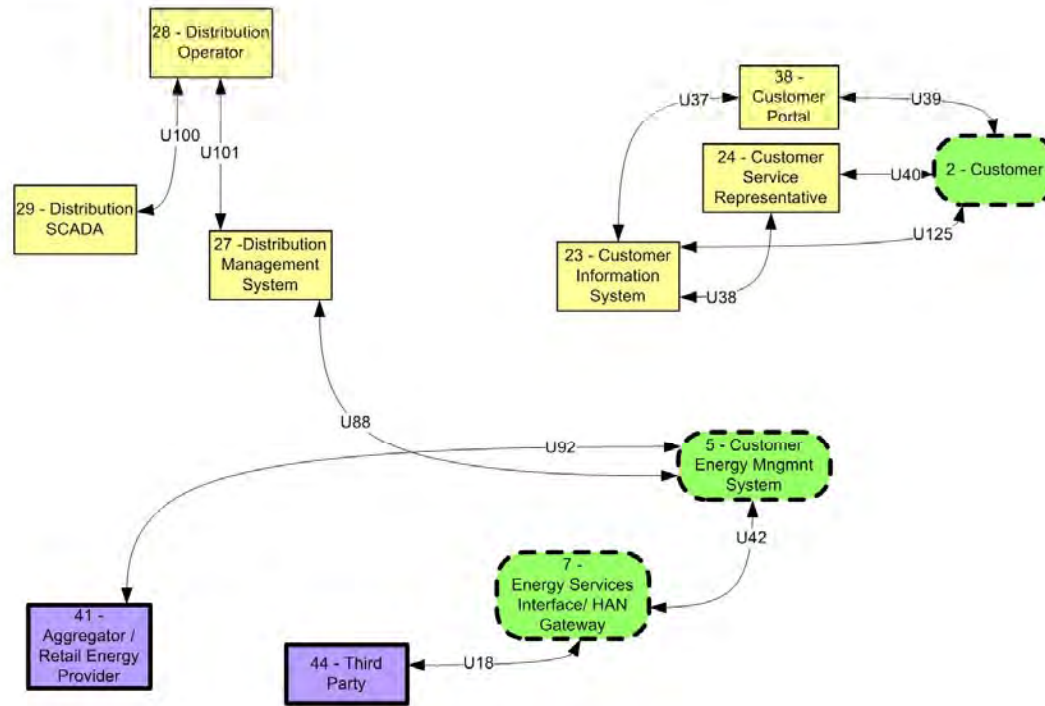 28 - Distribution
Operator
U100
U101
29 - Distribution
SCADA
27 -Distribution
Management
System
38 -
Customer
Portal
U37
U39
24 - Customer
Service
Representative
U40
2 - Customer
U125
23 - Customer
Information
System
U38
U88
U92
5 - Customer
Energy Mngmnt
System
U42
7 -
Energy Services
Interface/ HAN
Gateway
41 -
Aggregator /
Retail Energy
Provider
44 - Third
Party
U18